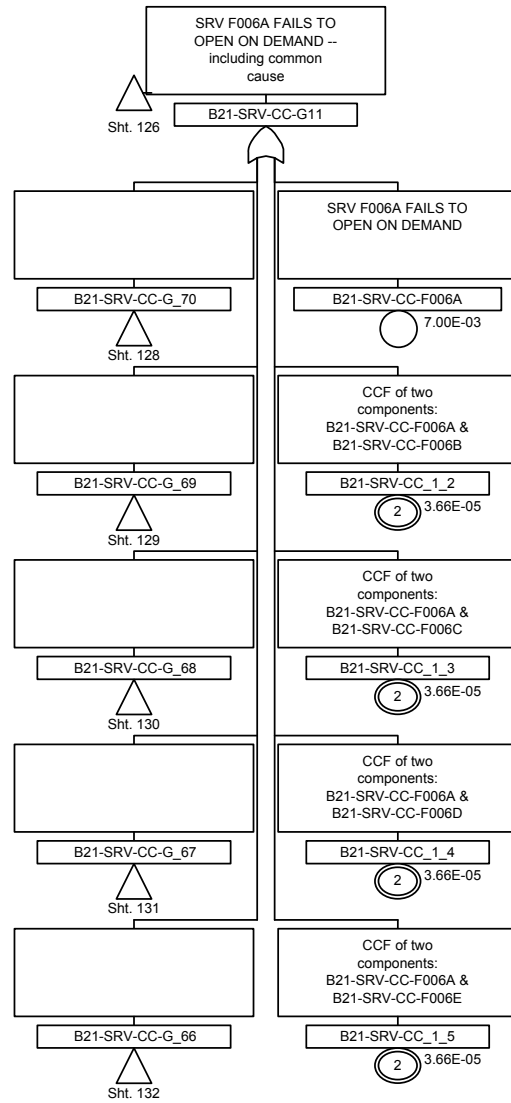 SRV F006A FAILS TO
OPEN ON DEMAND --
including common
cause
Sht. 126
B21-SRV-CC-G11
B21-SRV-CC-G_70
Sht. 128
SRV F006A FAILS TO
OPEN ON DEMAND
B21-SRV-CC-F006A
7.00E-03
B21-SRV-CC-G_69
Sht. 129
CCF of two
components:
B21-SRV-CC-F006A &
B21-SRV-CC-F006B
B21-SRV-CC_1_2
2
3.66E-05
B21-SRV-CC-G_68
Sht. 130
CCF of two
components:
B21-SRV-CC-F006A &
B21-SRV-CC-F006C
B21-SRV-CC_1_3
2
3.66E-05
B21-SRV-CC-G_67
Sht. 131
CCF of two
components:
B21-SRV-CC-F006A &
B21-SRV-CC-F006D
B21-SRV-CC_1_4
2
3.66E-05
B21-SRV-CC-G_66
Sht. 132
CCF of two
components:
B21-SRV-CC-F006A &
B21-SRV-CC-F006E
B21-SRV-CC_1_5
2
3.66E-05